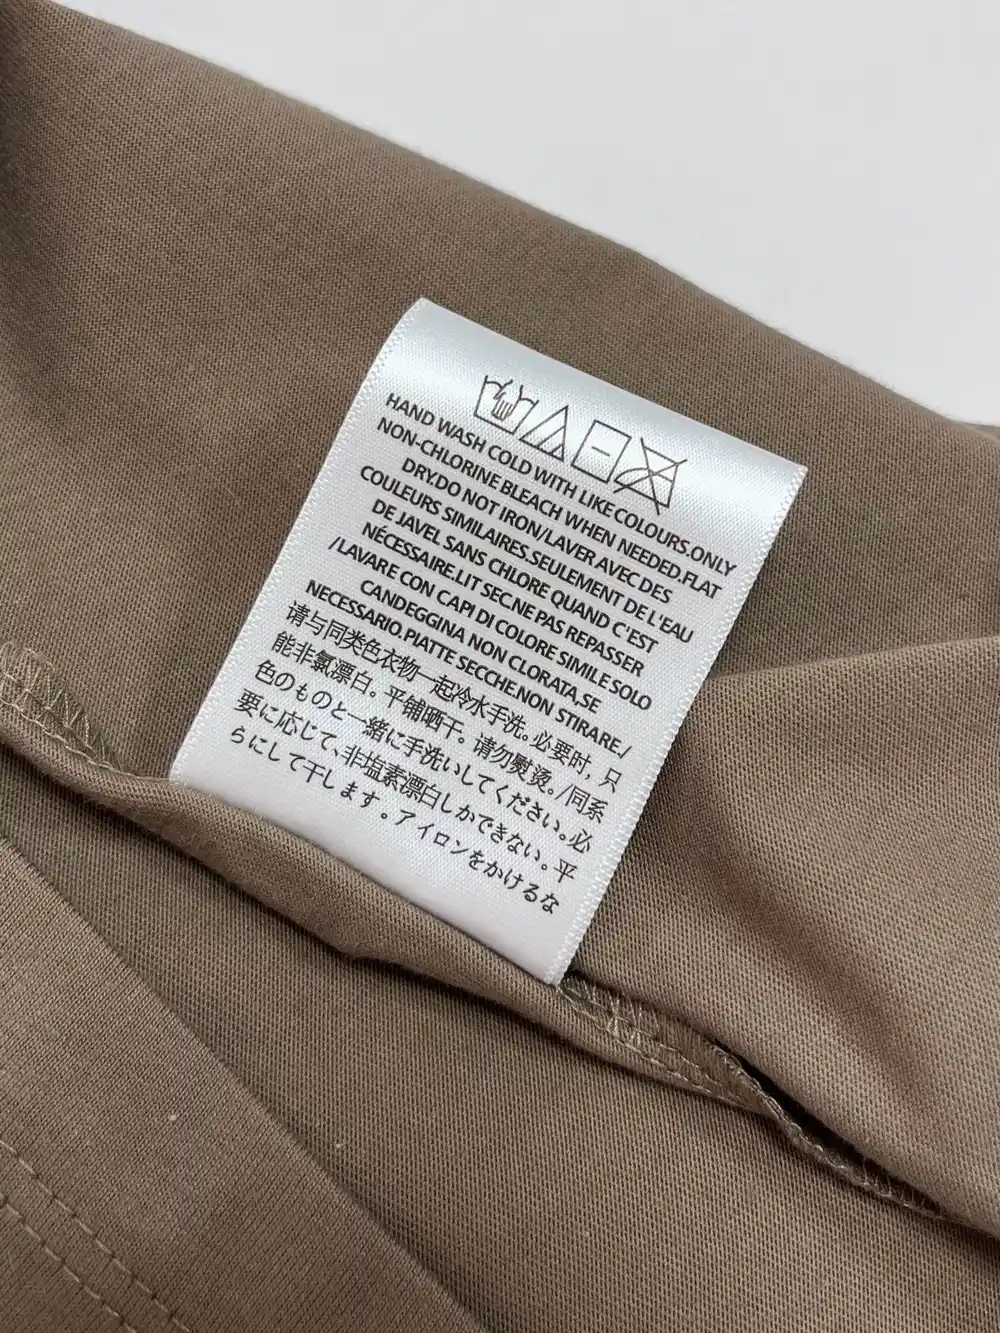 HAND WASH COLD WITH LIKE COLOURS.ONLY
NON-CHLORINE BLEACH WHEN NEEDED.FLAT
DRY.DO NOT IRON/LAVER AVEC DES
COULEURS SIMILAIRES.SEULEMENT DE L'EAU
DE JAVEL SANS CHLORE QUAND C'EST
NÉCESSAIRE.LIT SEC.NE PAS REPASSER
/LAVARE CON CAPI DI COLORE SIMILE SOLO
CANDEGGINA NON CLORATA,SE
NECESSARIO.PIATTE SECCHE.NON STIRARE./
请与同类色衣物一起冷水手洗。必要时，只
能非氯漂白。平铺晒干。请勿熨烫。/同系
色のものと一緒に手洗いしてください。必
要に応じて、非塩素漂白しかできない。平
らにして干します。アイロンをかけるな